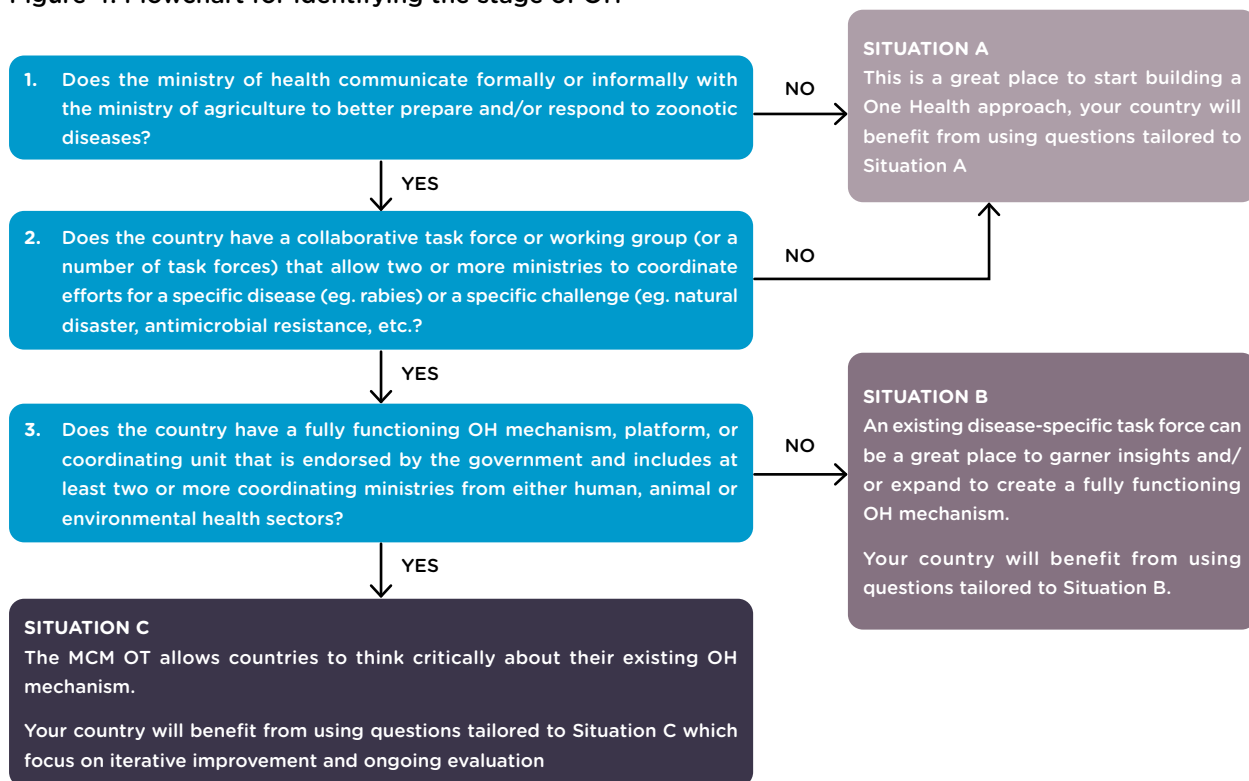 Figure 4. Flowchart for identifying the stage of OH
1. Does the ministry of health communicate formally or informally with
the ministry of agriculture to better prepare and/or respond to zoonotic
diseases?
NO
SITUATION A
This is a great place to start building a
One Health approach, your country will
benefit from using questions tailored to
Situation A
YES
2. Does the country have a collaborative task force or working group (or a
number of task forces) that allow two or more ministries to coordinate
efforts for a specific disease (eg. rabies) or a specific challenge (eg. natural
disaster, antimicrobial resistance, etc.?
NO
YES
3. Does the country have a fully functioning OH mechanism, platform, or
coordinating unit that is endorsed by the government and includes at
least two or more coordinating ministries from either human, animal or
environmental health sectors?
NO
SITUATION B
An existing disease-specific task force can
be a great place to garner insights and/
or expand to create a fully functioning
OH mechanism.
Your country will benefit from using
questions tailored to Situation B.
YES
SITUATION C
The MCM OT allows countries to think critically about their existing OH
mechanism.
Your country will benefit from using questions tailored to Situation C which
focus on iterative improvement and ongoing evaluation